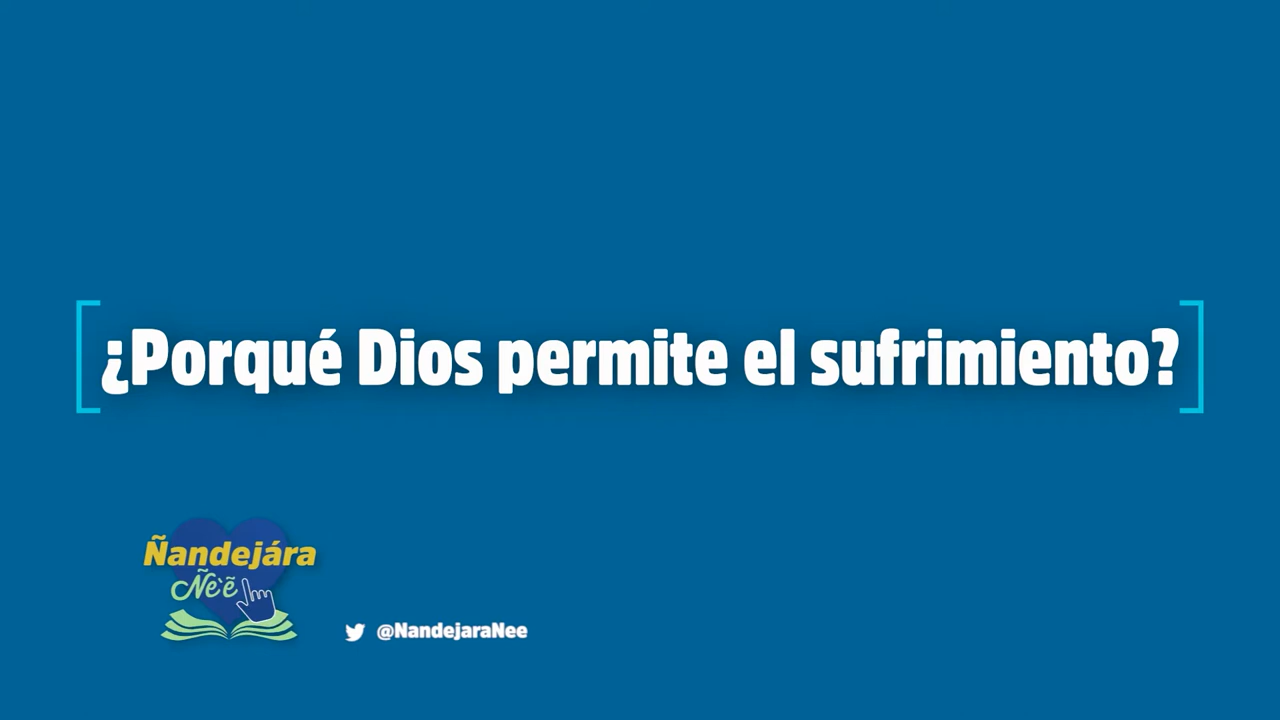 ¿Porqué Dios permite el sufrimiento?
Ñandejára
Ñe'ẽ
@NandejaraNee